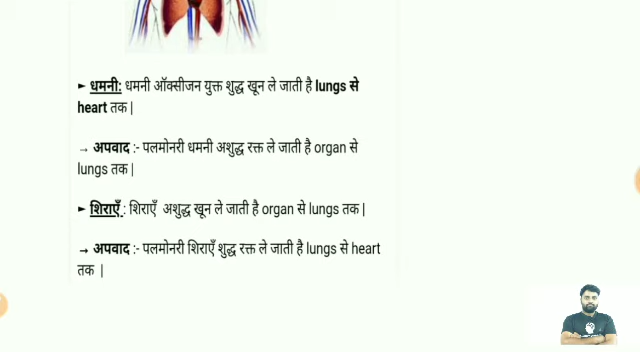 ► धमनी: धमनी ऑक्सीजन युक्त शुद्ध खून ले जाती है lungs से
heart तक |
→ अपवाद :- पलमोनरी धमनी अशुद्ध रक्त ले जाती है organ से
lungs तक |
► शिराएँ : शिराएँ अशुद्ध खून ले जाती है organ से lungs तक |
→ अपवाद :- पलमोनरी शिराएँ शुद्ध रक्त ले जाती है lungs से heart
तक |